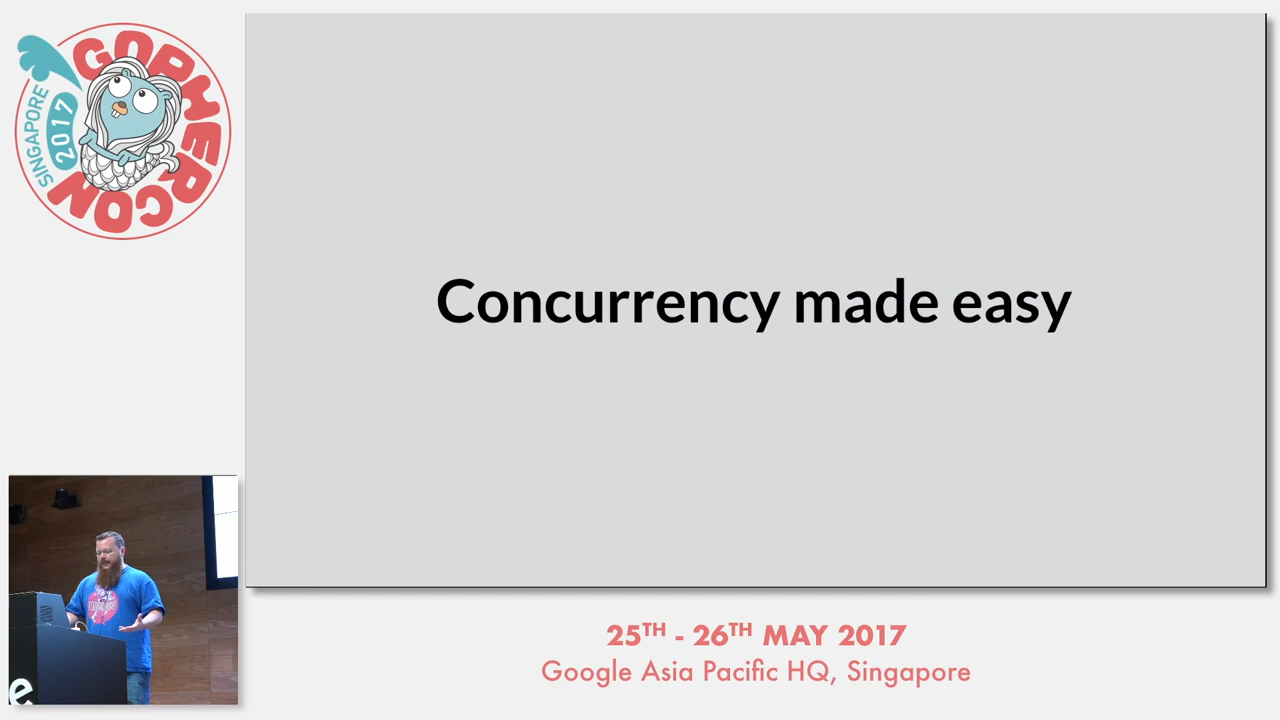 GOPHERCON
SINGAPORE
2017
Concurrency made easy
25TH - 26TH MAY 2017
Google Asia Pacific HQ, Singapore
e